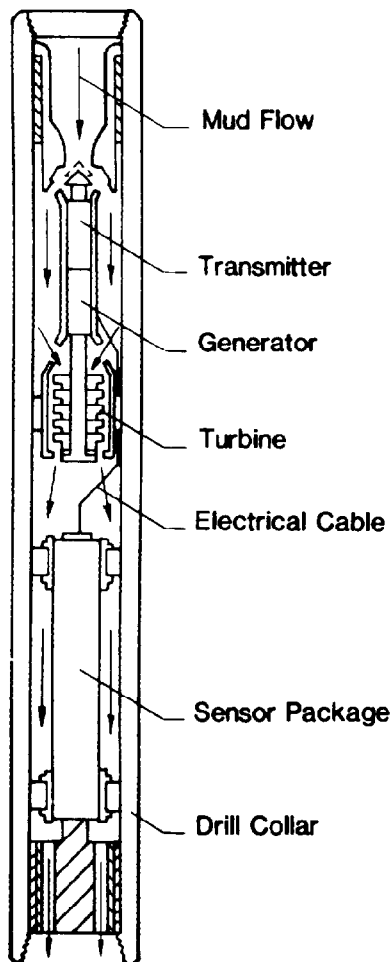 Mud Flow
Transmitter
Generator
Turbine
Electrical Cable
Sensor Package
Drill Collar